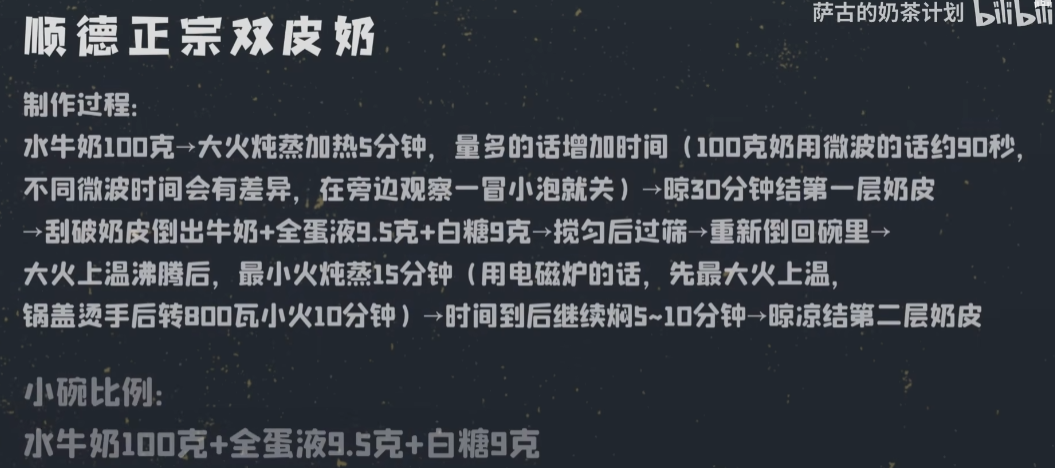 萨古的奶茶计划 bilibili
顺德正宗双皮奶
制作过程:
水牛奶100克→大火炖蒸加热5分钟，量多的话增加时间（100克奶用微波的话约90秒，
不同微波时间会有差异，在旁边观察一冒小泡就关）→晾30分钟结第一层奶皮
→刮破奶皮倒出牛奶+全蛋液9.5克+白糖9克→搅匀后过筛→重新倒回碗里→
大火上温沸腾后，最小火炖蒸15分钟（用电磁炉的话，先最大火上温，
锅盖烫手后转800瓦小火10分钟）→时间到后继续焖5~10分钟→晾凉结第二层奶皮
小碗比例:
水牛奶100克+全蛋液9.5克+白糖9克